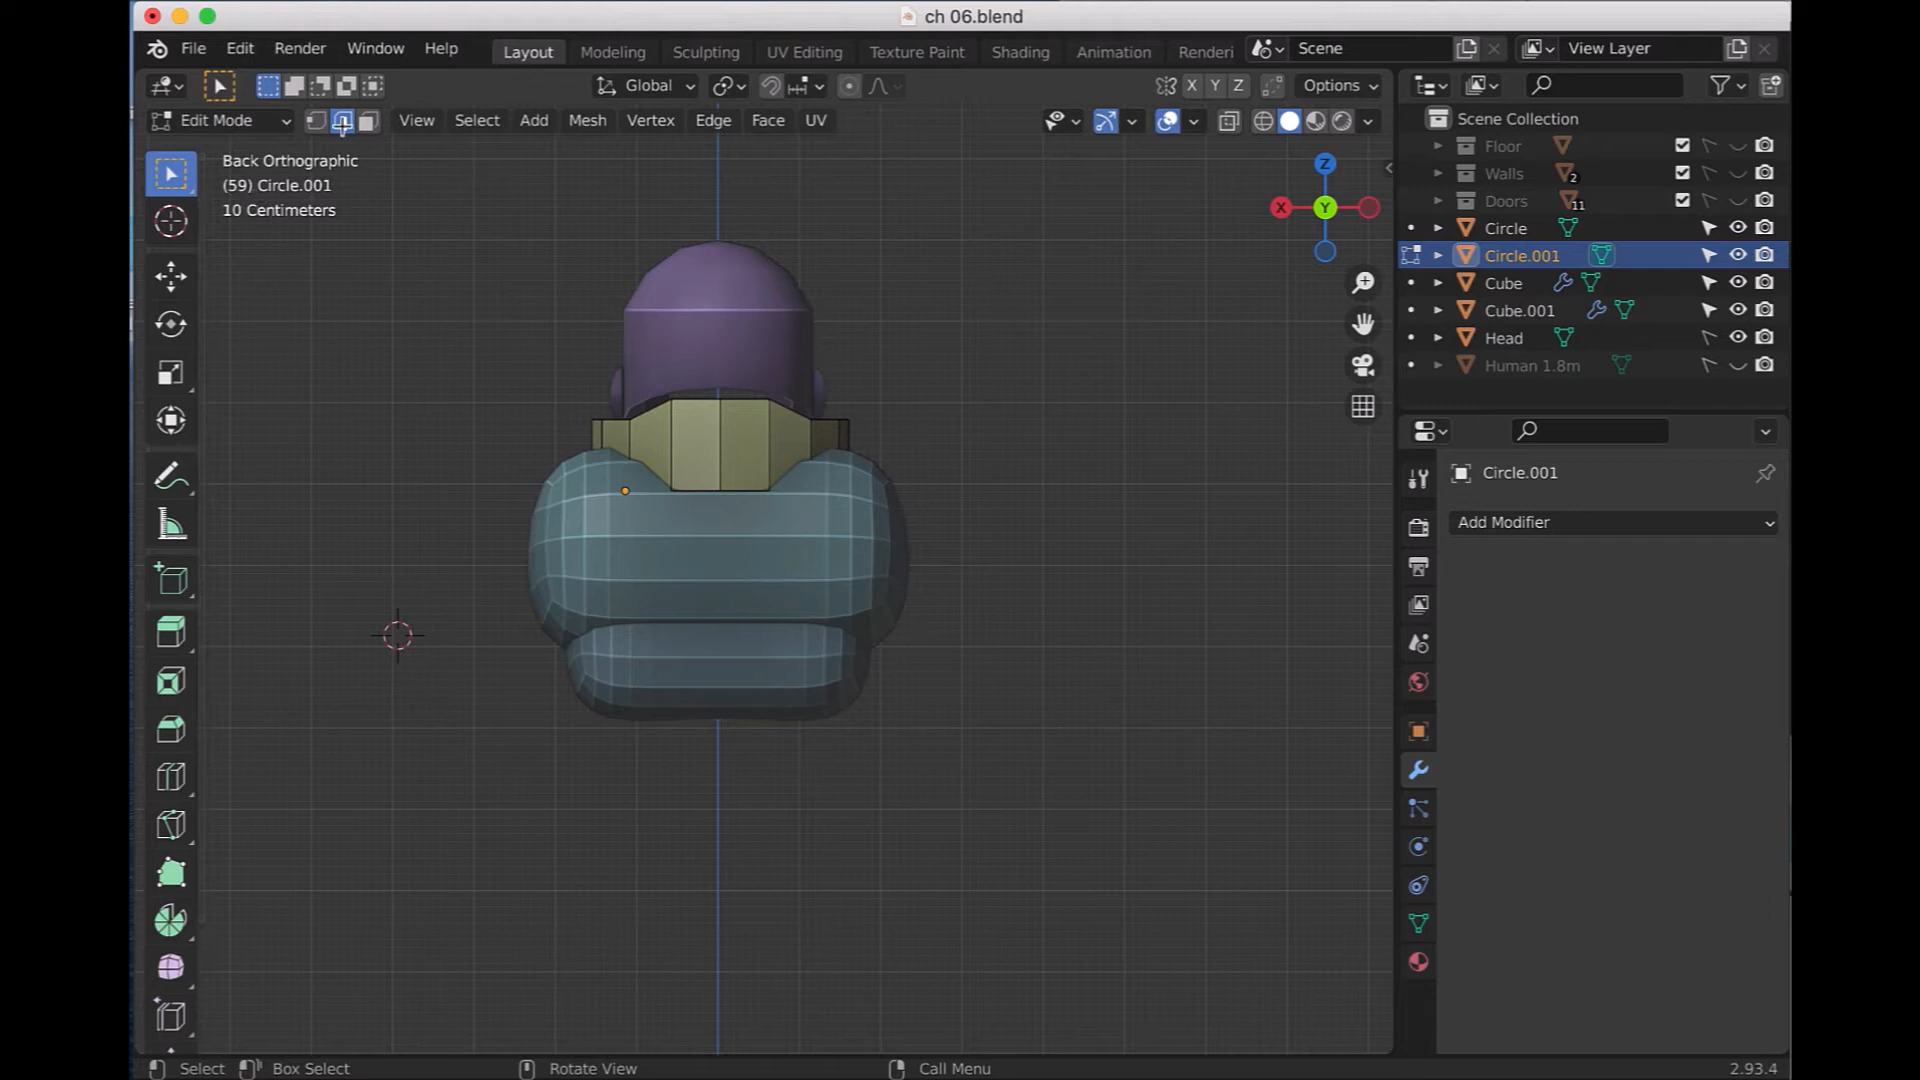 ch 06.blend
File Edit Render Window Help Layout Modeling Sculpting UV Editing Texture Paint Shading Animation Renderi Scene View Layer
Global X Y Z Options
Edit Mode View Select Add Mesh Vertex Edge Face UV
Scene Collection
Floor
Walls 2
Doors 11
Circle
Circle.001
Cube
Cube.001
Head
Human 1.8m
Back Orthographic
(59) Circle.001
10 Centimeters
Z
X Y
Circle.001
Add Modifier
Select Box Select Rotate View Call Menu 2.93.4